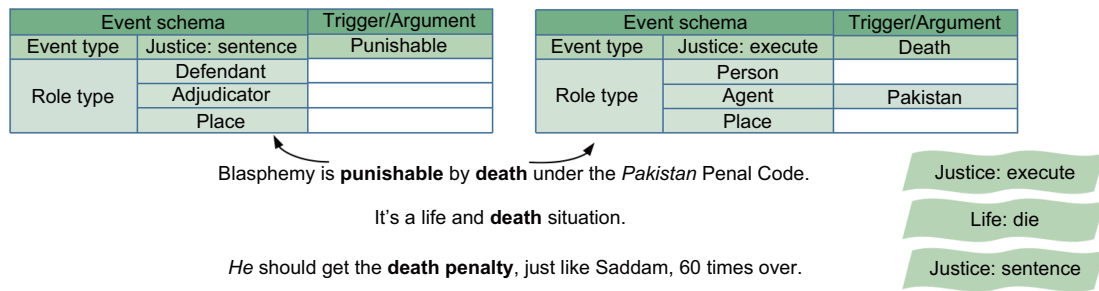 Event schema Trigger/Argument
Event type Justice: sentence Punishable
Role type
Defendant
Adjudicator
Place
Event schema Trigger/Argument
Event type Justice: execute Death
Role type
Person
Agent Pakistan
Place
Blasphemy is punishable by death under the Pakistan Penal Code.
Justice: execute
It's a life and death situation.
Life: die
He should get the death penalty, just like Saddam, 60 times over.
Justice: sentence